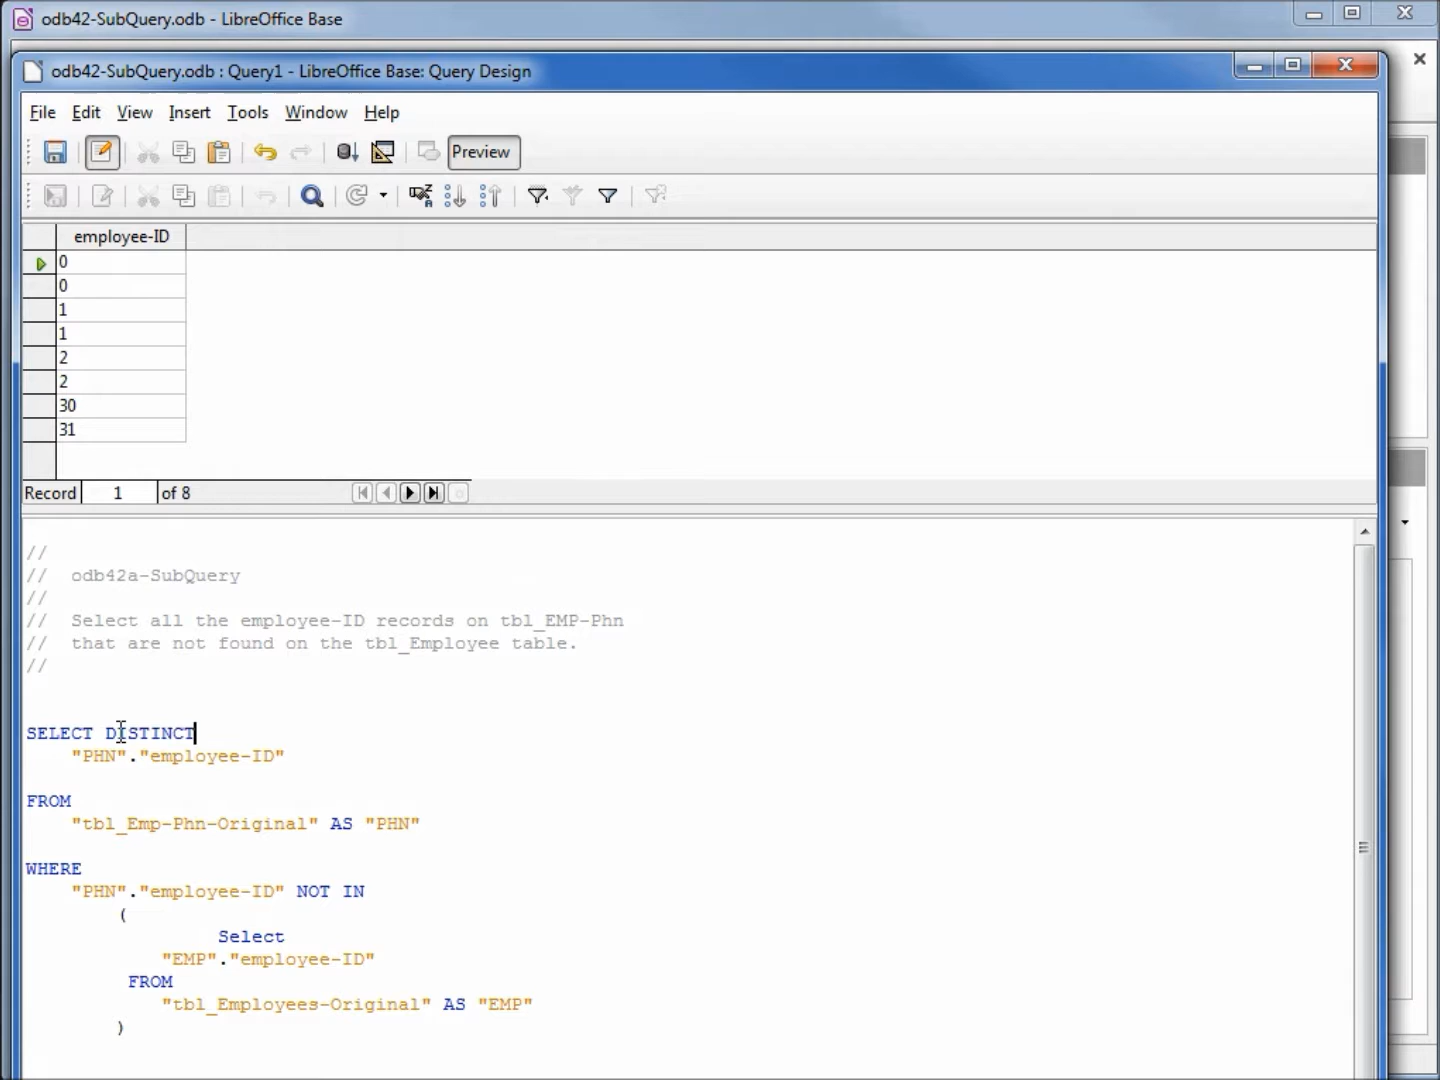 odb42-SubQuery.odb - LibreOffice Base
odb42-SubQuery.odb : Query1 - LibreOffice Base: Query Design
File Edit View Insert Tools Window Help
Preview
employee-ID
0
0
1
1
2
2
30
31
Record 1 of 8
//
// odb42a-SubQuery
//
// Select all the employee-ID records on tbl_EMP-Phn
// that are not found on the tbl_Employee table.
//
SELECT DISTINCT
"PHN"."employee-ID"
FROM
"tbl_Emp-Phn-Original" AS "PHN"
WHERE
"PHN"."employee-ID" NOT IN
(
Select
"EMP"."employee-ID"
FROM
"tbl_Employees-Original" AS "EMP"
)